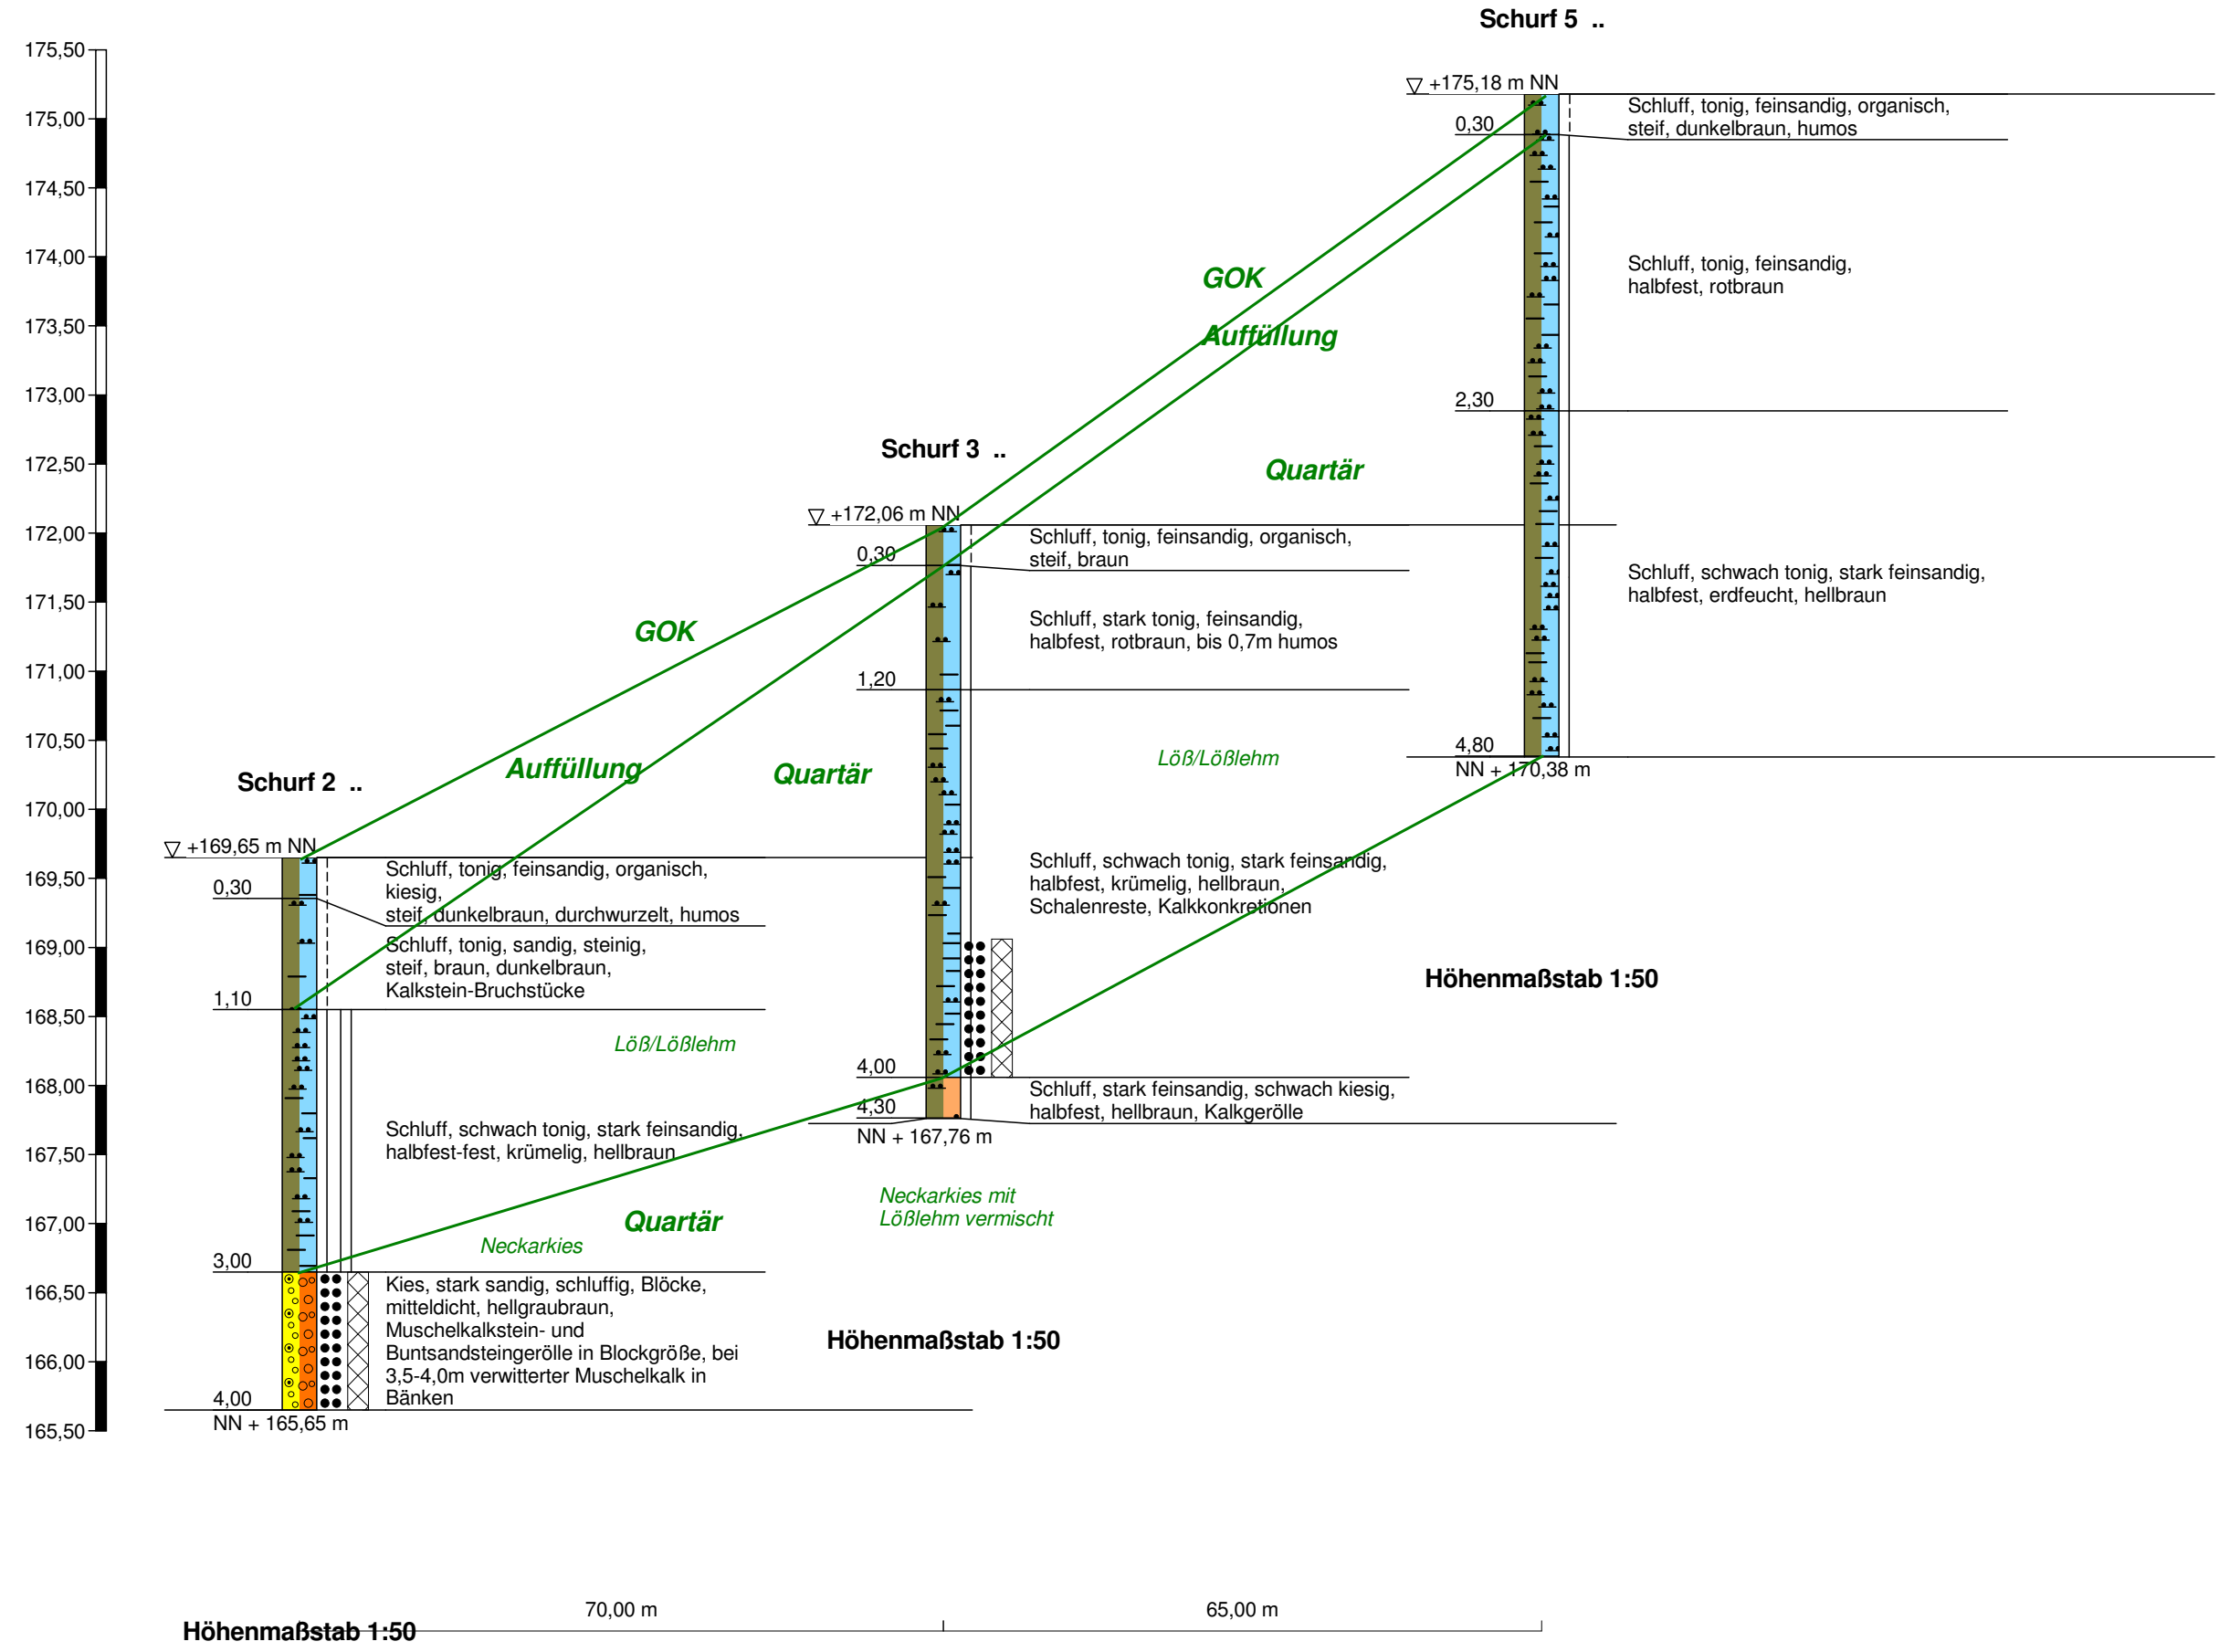 Schurf 5 ..
175,50
175,00
174,50
174,00
173,50
173,00
172,50
172,00
171,50
171,00
170,50
170,00
169,50
169,00
168,50
168,00
167,50
167,00
166,50
166,00
165,50
+175,18 m NN
0,30
Schluff, tonig, feinsandig, organisch,
steif, dunkelbraun, humos
Schluff, tonig, feinsandig,
halbfest, rotbraun
2,30
Schluff, schwach tonig, stark feinsandig,
halbfest, erdfeucht, hellbraun
4,80
NN + 170,38 m
Höhenmaßstab 1:50
GOK
Auffüllung
Quartär
Löß/Lößlehm
Schurf 3 ..
+172,06 m NN
0,30
Schluff, tonig, feinsandig, organisch,
steif, braun
Schluff, stark tonig, feinsandig,
halbfest, rotbraun, bis 0,7m humos
1,20
Schluff, schwach tonig, stark feinsandig,
halbfest, krümelig, hellbraun,
Schalenreste, Kalkkonkretionen
4,00
Schluff, stark feinsandig, schwach kiesig,
halbfest, hellbraun, Kalkgerölle
4,30
NN + 167,76 m
Neckarkies mit
Lößlehm vermischt
Höhenmaßstab 1:50
GOK
Auffüllung
Quartär
Schurf 2 ..
+169,65 m NN
0,30
Schluff, tonig, feinsandig, organisch,
kiesig,
steif, dunkelbraun, durchwurzelt, humos
Schluff, tonig, sandig, steinig,
steif, braun, dunkelbraun,
Kalkstein-Bruchstücke
1,10
Löß/Lößlehm
Schluff, schwach tonig, stark feinsandig,
halbfest-fest, krümelig, hellbraun
Quartär
Neckarkies
3,00
Kies, stark sandig, schluffig, Blöcke,
mitteldicht, hellgraubraun,
Muschelkalkstein- und
Buntsandsteingerölle in Blockgröße, bei
3,5-4,0m verwitterter Muschelkalk in
Bänken
4,00
NN + 165,65 m
70,00 m
65,00 m
Höhenmaßstab 1:50